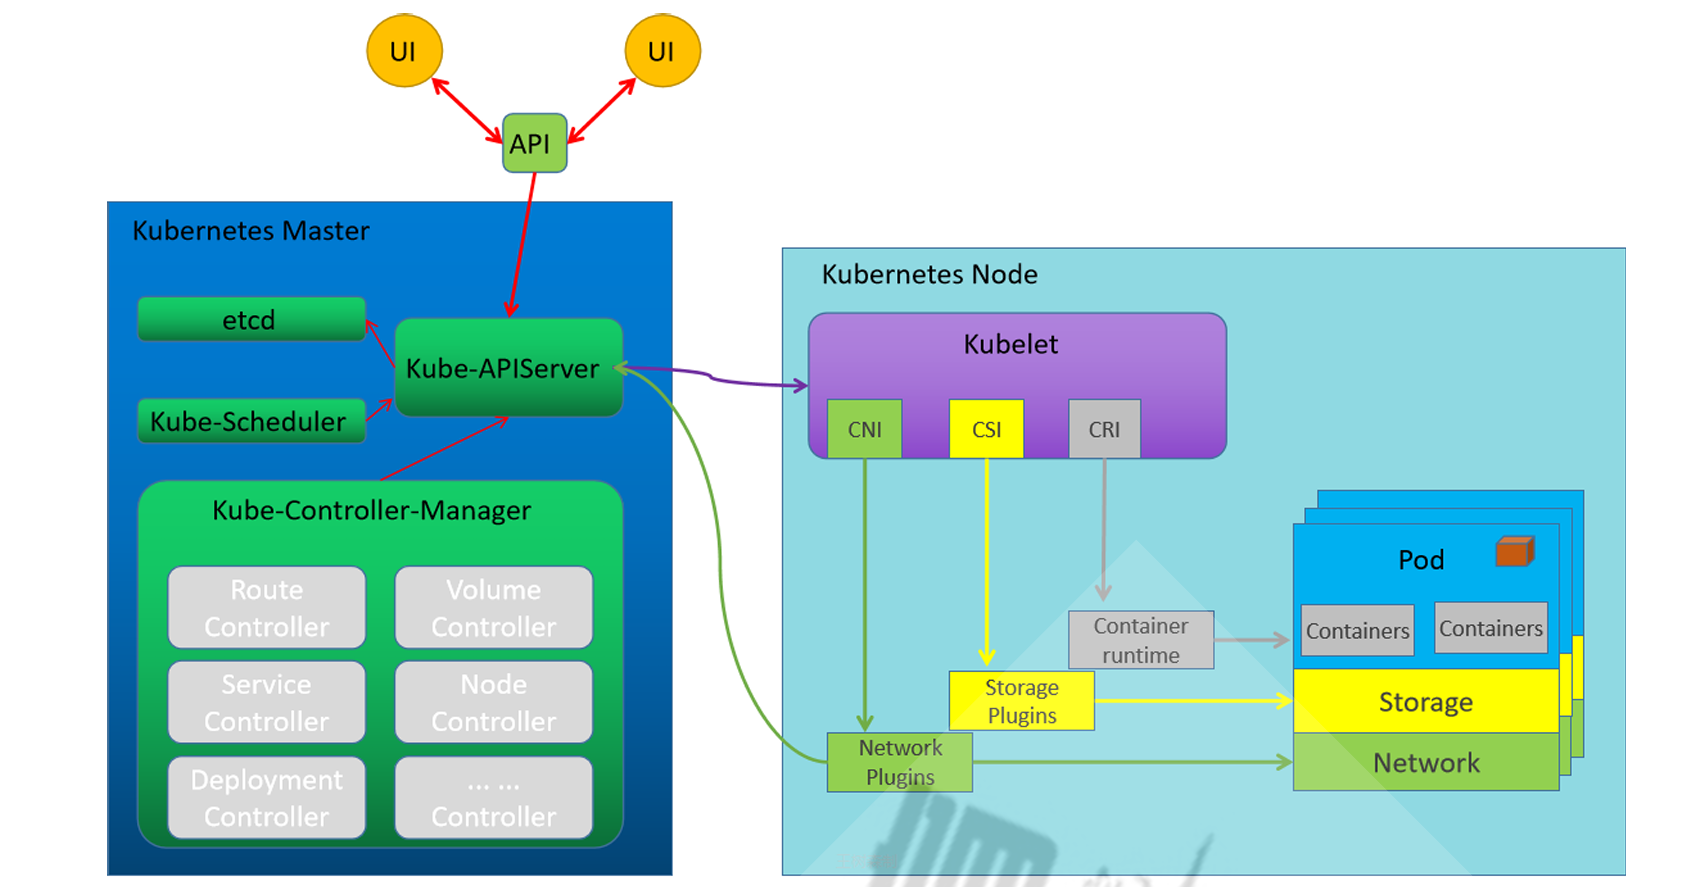 UI
UI
API
Kubernetes Master
etcd
Kube-APIServer
Kube-Scheduler
Kube-Controller-Manager
Route
Controller
Volume
Controller
Service
Controller
Node
Controller
Deployment
Controller
... ...
Controller
Kubernetes Node
Kubelet
CNI
CSI
CRI
Container
runtime
Storage
Plugins
Network
Plugins
Pod
Containers
Containers
Storage
Network